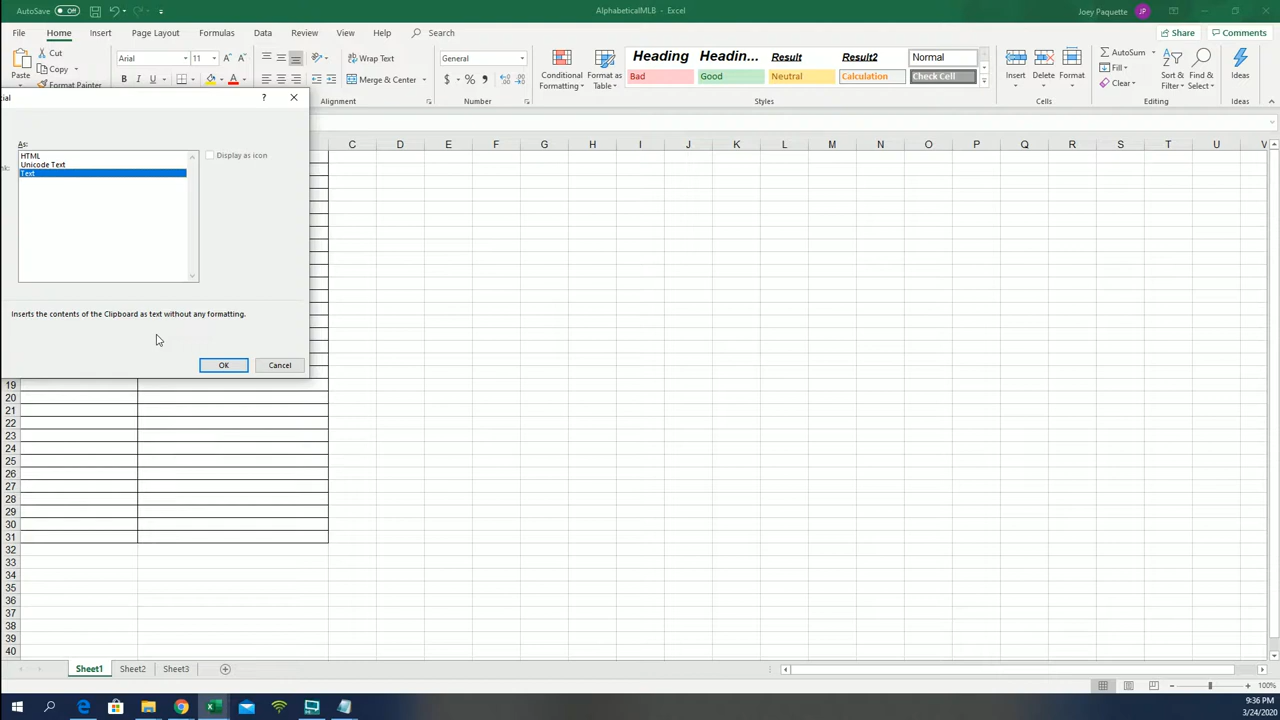 AutoSave Off AlphabeticalMLB - Excel Joey Paquette JP
File Home Insert Page Layout Formulas Data Review View Help Search Share Comments
Paste Cut Copy Format Painter
Arial 11 A A B I U A
Wrap Text
Merge & Center
General
$ % 9
Conditional Formatting
Format as Table
Heading Headin... Result Result2 Normal
Bad Good Neutral Calculation Check Cell
Insert Delete Format
AutoSum
Fill
Clear
Sort & Filter
Find & Select
Ideas
Alignment Number Styles Cells Editing Ideas
cial ?
As:
HTML
Unicode Text
Text
Display as icon
Inserts the contents of the Clipboard as text without any formatting.
OK Cancel
C D E F G H I J K L M N O P Q R S T U V
19
20
21
22
23
24
25
26
27
28
29
30
31
32
33
34
35
36
37
38
39
40
Sheet1 Sheet2 Sheet3
100%
9:36 PM
3/24/2020